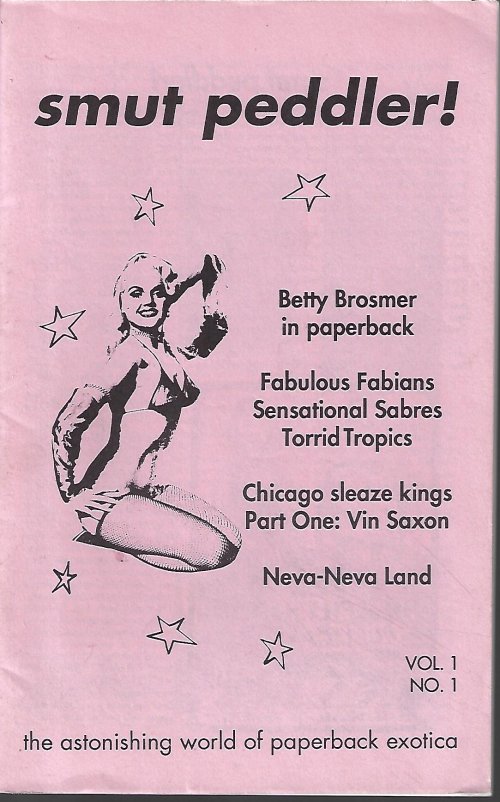 smut peddler!
Betty Brosmer
in paperback
Fabulous Fabians
Sensational Sabres
Torrid Tropics
Chicago sleaze kings
Part One: Vin Saxon
Neva-Neva Land
VOL. 1
NO. 1
the astonishing world of paperback exotica